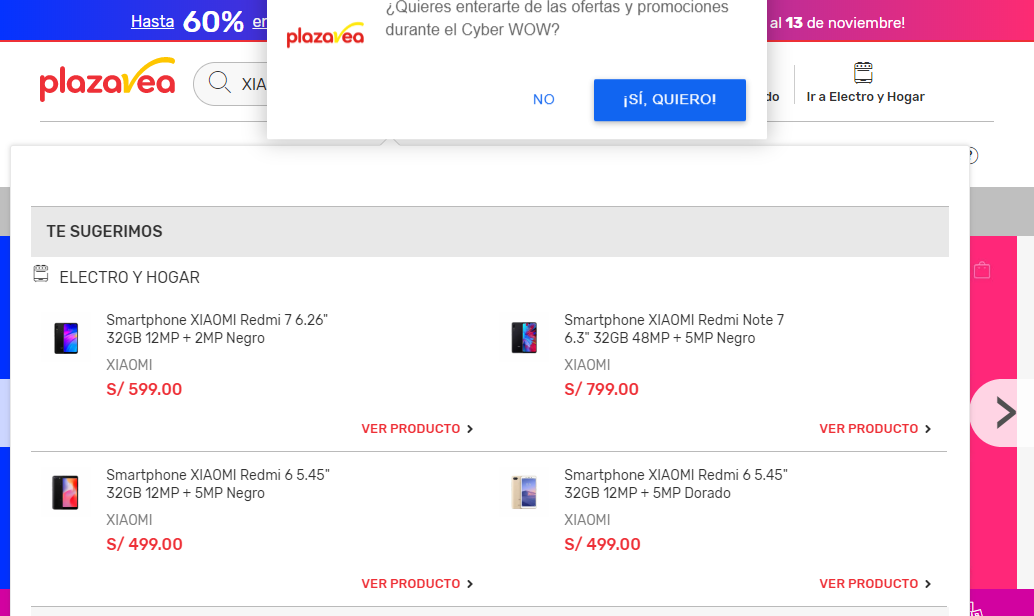 Hasta 60% en
al 13 de noviembre!
¿Quieres enterarte de las ofertas y promociones
durante el Cyber WOW?
plazavea
NO
¡SÍ, QUIERO!
plazavea
XIA
do
Ir a Electro y Hogar
?
TE SUGERIMOS
ELECTRO Y HOGAR
Smartphone XIAOMI Redmi 7 6.26"
32GB 12MP + 2MP Negro
XIAOMI
S/ 599.00
VER PRODUCTO
Smartphone XIAOMI Redmi Note 7
6.3" 32GB 48MP + 5MP Negro
XIAOMI
S/ 799.00
VER PRODUCTO
Smartphone XIAOMI Redmi 6 5.45"
32GB 12MP + 5MP Negro
XIAOMI
S/ 499.00
VER PRODUCTO
Smartphone XIAOMI Redmi 6 5.45"
32GB 12MP + 5MP Dorado
XIAOMI
S/ 499.00
VER PRODUCTO